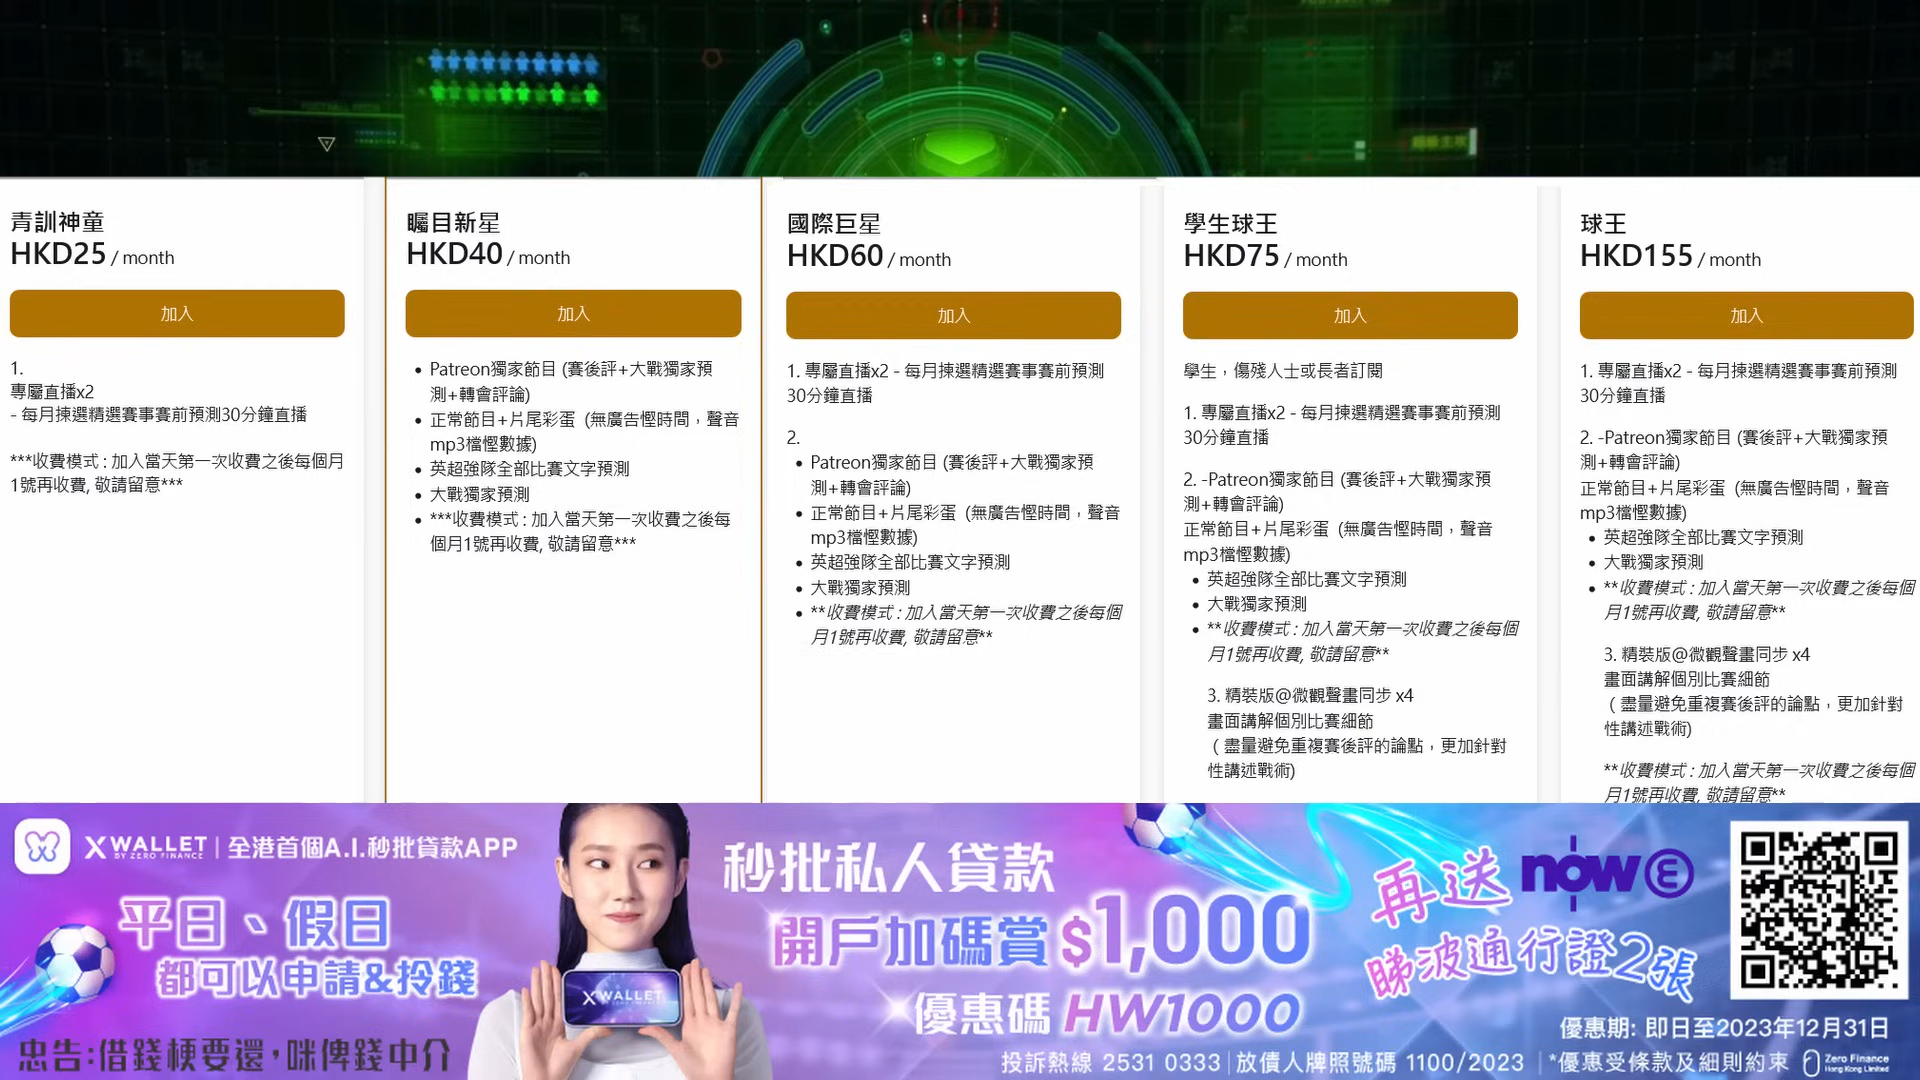 青訓神童
HKD25 / month
加入
1.
專屬直播x2
- 每月揀選精選賽事賽前預測30分鐘直播
***收費模式 : 加入當天第一次收費之後每個月
1號再收費, 敬請留意***
矚目新星
HKD40 / month
加入
• Patreon獨家節目 (賽後評+大戰獨家預
測+轉會評論)
• 正常節目+片尾彩蛋 (無廣告慳時間，聲音
mp3檔慳數據)
• 英超強隊全部比賽文字預測
• 大戰獨家預測
• ***收費模式 : 加入當天第一次收費之後每
個月1號再收費, 敬請留意***
國際巨星
HKD60 / month
加入
1. 專屬直播x2 - 每月揀選精選賽事賽前預測
30分鐘直播
2.
• Patreon獨家節目 (賽後評+大戰獨家預
測+轉會評論)
• 正常節目+片尾彩蛋 (無廣告慳時間，聲音
mp3檔慳數據)
• 英超強隊全部比賽文字預測
• 大戰獨家預測
• **收費模式 : 加入當天第一次收費之後每個
月1號再收費, 敬請留意**
學生球王
HKD75 / month
加入
學生，傷殘人士或長者訂閱
1. 專屬直播x2 - 每月揀選精選賽事賽前預測
30分鐘直播
2. -Patreon獨家節目 (賽後評+大戰獨家預
測+轉會評論)
正常節目+片尾彩蛋 (無廣告慳時間，聲音
mp3檔慳數據)
• 英超強隊全部比賽文字預測
• 大戰獨家預測
• **收費模式 : 加入當天第一次收費之後每個
月1號再收費, 敬請留意**
3. 精裝版@微觀聲畫同步 x4
畫面講解個別比賽細節
（盡量避免重複賽後評的論點，更加針對
性講述戰術)
球王
HKD155 / month
加入
1. 專屬直播x2 - 每月揀選精選賽事賽前預測
30分鐘直播
2. -Patreon獨家節目 (賽後評+大戰獨家預
測+轉會評論)
正常節目+片尾彩蛋 (無廣告慳時間，聲音
mp3檔慳數據)
• 英超強隊全部比賽文字預測
• 大戰獨家預測
• **收費模式 : 加入當天第一次收費之後每個
月1號再收費, 敬請留意**
3. 精裝版@微觀聲畫同步 x4
畫面講解個別比賽細節
（盡量避免重複賽後評的論點，更加針對
性講述戰術)
**收費模式 : 加入當天第一次收費之後每個
月1號再收費, 敬請留意**
X WALLET BY ZERO FINANCE | 全港首個A.I.秒批貸款APP
平日、假日
都可以申請&拎錢
忠告:借錢梗要還，咪俾錢中介
X WALLET
秒批私人貸款
開戶加碼賞$1,000
優惠碼 HW1000
再送 now E
睇波通行證2張
優惠期: 即日至2023年12月31日
投訴熱線 2531 0333 | 放債人牌照號碼 1100/2023 | *優惠受條款及細則約束 Zero Finance Hong Kong Limited